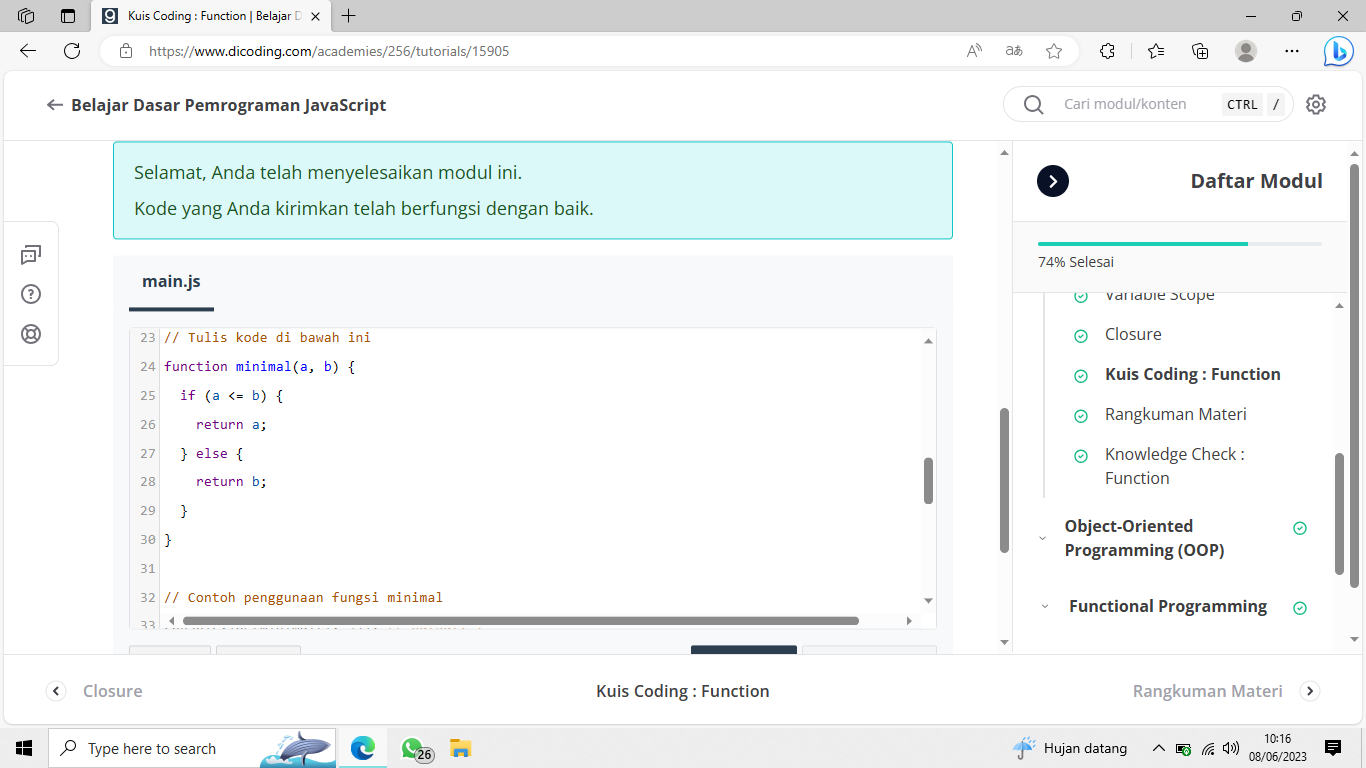 Kuis Coding : Function | Belajar D
https://www.dicoding.com/academies/256/tutorials/15905
Belajar Dasar Pemrograman JavaScript
Cari modul/konten
CTRL
/
Selamat, Anda telah menyelesaikan modul ini.
Kode yang Anda kirimkan telah berfungsi dengan baik.
main.js
23 // Tulis kode di bawah ini
24 function minimal(a, b) {
25   if (a <= b) {
26     return a;
27   } else {
28     return b;
29   }
30 }
31
32 // Contoh penggunaan fungsi minimal
33
Daftar Modul
74% Selesai
Variable Scope
Closure
Kuis Coding : Function
Rangkuman Materi
Knowledge Check :
Function
Object-Oriented
Programming (OOP)
Functional Programming
Closure
Kuis Coding : Function
Rangkuman Materi
Type here to search
26
Hujan datang
10:16
08/06/2023